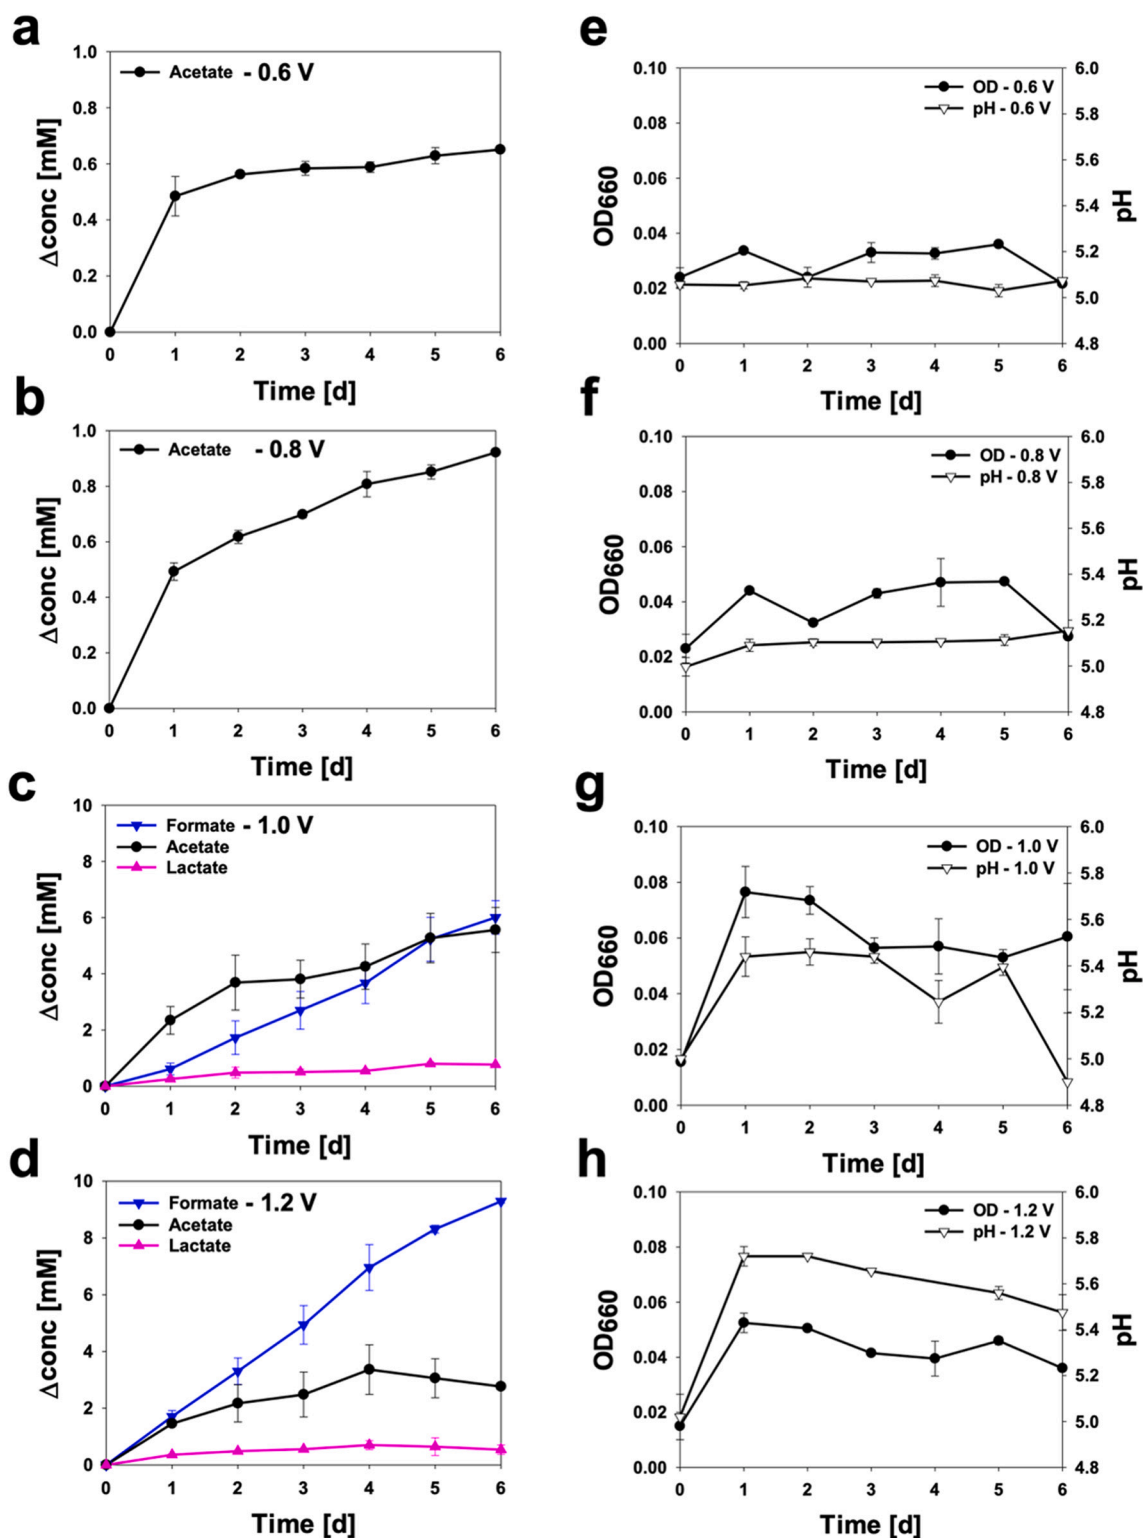 a
1.0
0.8
0.6
0.4
0.2
0.0
Δconc [mM]
Acetate - 0.6 V
0 1 2 3 4 5 6
Time [d]
e
0.10
0.08
0.06
0.04
0.02
0.00
OD660
OD - 0.6 V
pH - 0.6 V
6.0
5.8
5.6
5.4
5.2
5.0
4.8
pH
0 1 2 3 4 5 6
Time [d]
b
1.0
0.8
0.6
0.4
0.2
0.0
Δconc [mM]
Acetate - 0.8 V
0 1 2 3 4 5 6
Time [d]
f
0.10
0.08
0.06
0.04
0.02
0.00
OD660
OD - 0.8 V
pH - 0.8 V
6.0
5.8
5.6
5.4
5.2
5.0
4.8
pH
0 1 2 3 4 5 6
Time [d]
c
10
8
6
4
2
0
Δconc [mM]
Formate - 1.0 V
Acetate
Lactate
0 1 2 3 4 5 6
Time [d]
g
0.10
0.08
0.06
0.04
0.02
0.00
OD660
OD - 1.0 V
pH - 1.0 V
6.0
5.8
5.6
5.4
5.2
5.0
4.8
pH
0 1 2 3 4 5 6
Time [d]
d
10
8
6
4
2
0
Δconc [mM]
Formate - 1.2 V
Acetate
Lactate
0 1 2 3 4 5 6
Time [d]
h
0.10
0.08
0.06
0.04
0.02
0.00
OD660
OD - 1.2 V
pH - 1.2 V
6.0
5.8
5.6
5.4
5.2
5.0
4.8
pH
0 1 2 3 4 5 6
Time [d]